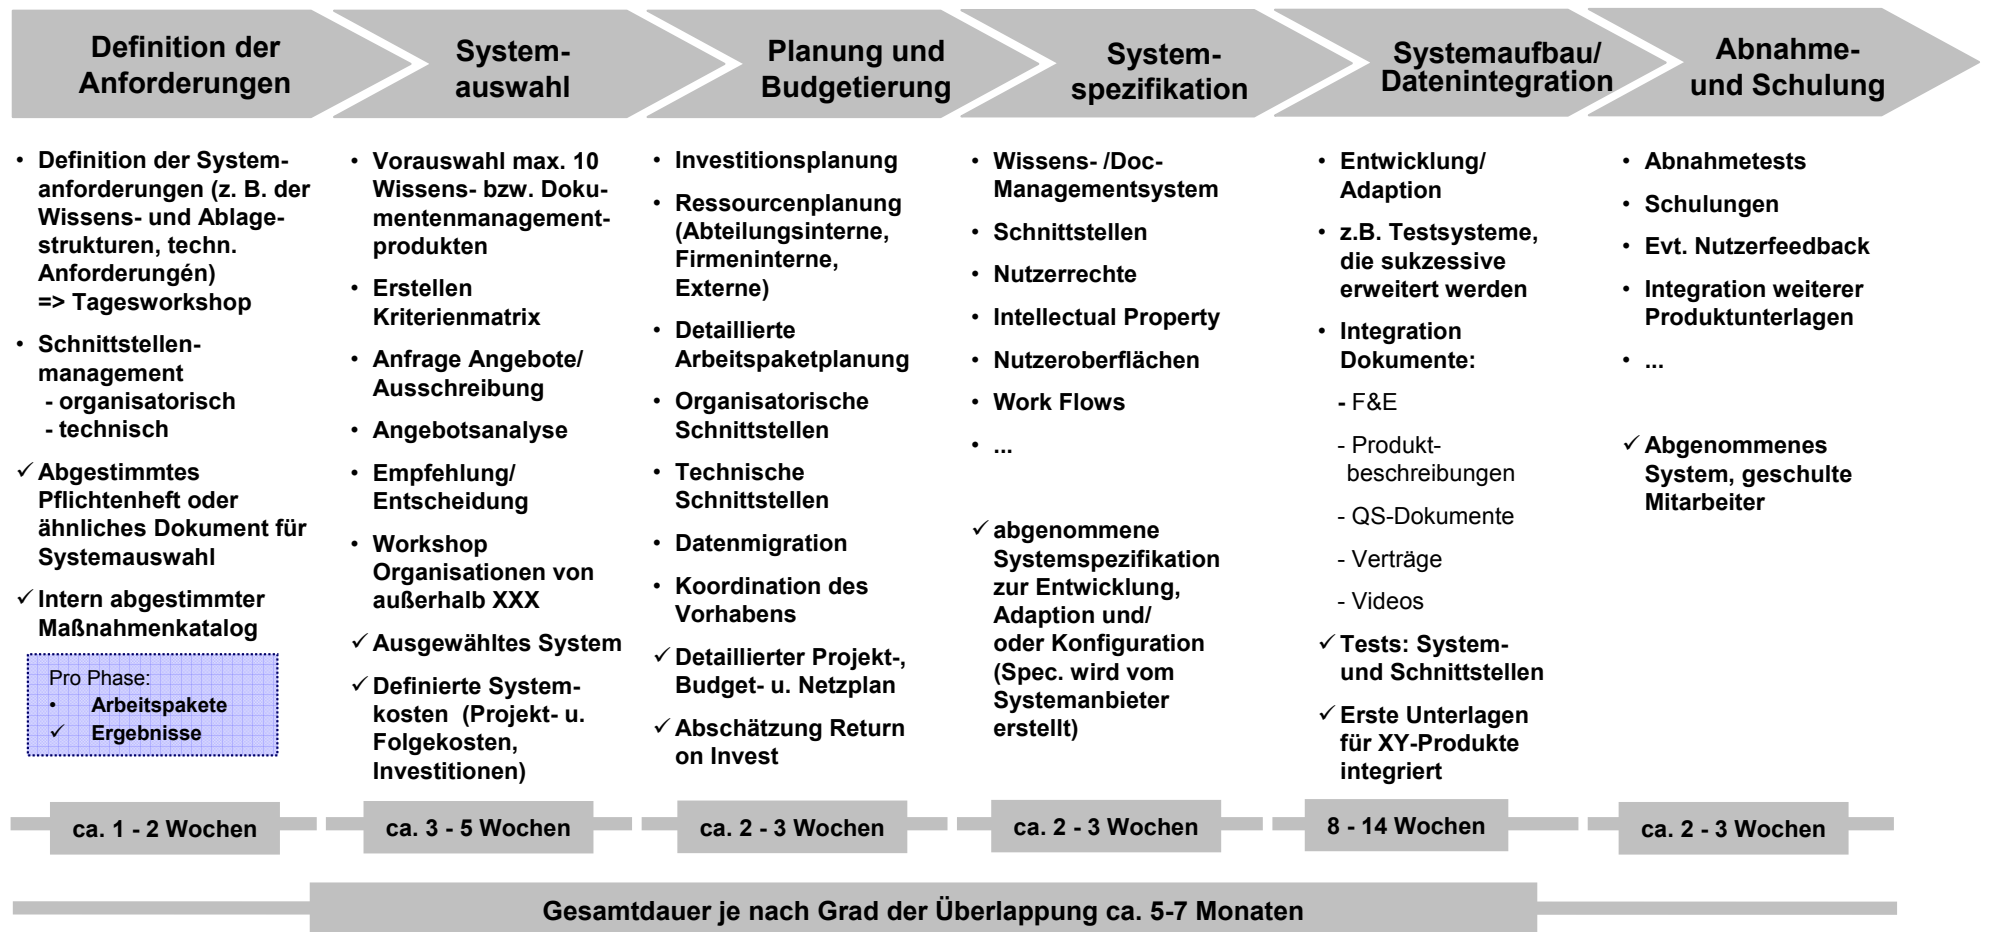 Definition der
Anforderungen
System-
auswahl
Planung und
Budgetierung
System-
spezifikation
Systemaufbau/
Datenintegration
Abnahme-
und Schulung
• Definition der System-
anforderungen (z. B. der
Wissens- und Ablage-
strukturen, techn.
Anforderungén)
=> Tagesworkshop
• Schnittstellen-
management
- organisatorisch
- technisch
✓ Abgestimmtes
Pflichtenheft oder
ähnliches Dokument für
Systemauswahl
✓ Intern abgestimmter
Maßnahmenkatalog
Pro Phase:
• Arbeitspakete
✓ Ergebnisse
• Vorauswahl max. 10
Wissens- bzw. Doku-
mentenmanagement-
produkten
• Erstellen
Kriterienmatrix
• Anfrage Angebote/
Ausschreibung
• Angebotsanalyse
• Empfehlung/
Entscheidung
• Workshop
Organisationen von
außerhalb XXX
✓ Ausgewähltes System
✓ Definierte System-
kosten (Projekt- u.
Folgekosten,
Investitionen)
• Investitionsplanung
• Ressourcenplanung
(Abteilungsinterne,
Firmeninterne,
Externe)
• Detaillierte
Arbeitspaketplanung
• Organisatorische
Schnittstellen
• Technische
Schnittstellen
• Datenmigration
• Koordination des
Vorhabens
✓ Detaillierter Projekt-,
Budget- u. Netzplan
✓ Abschätzung Return
on Invest
• Wissens- /Doc-
Managementsystem
• Schnittstellen
• Nutzerrechte
• Intellectual Property
• Nutzeroberflächen
• Work Flows
• ...
✓ abgenommene
Systemspezifikation
zur Entwicklung,
Adaption und/
oder Konfiguration
(Spec. wird vom
Systemanbieter
erstellt)
• Entwicklung/
Adaption
• z.B. Testsysteme,
die sukzessive
erweitert werden
• Integration
Dokumente:
- F&E
- Produkt-
beschreibungen
- QS-Dokumente
- Verträge
- Videos
✓ Tests: System-
und Schnittstellen
✓ Erste Unterlagen
für XY-Produkte
integriert
• Abnahmetests
• Schulungen
• Evt. Nutzerfeedback
• Integration weiterer
Produktunterlagen
• ...
✓ Abgenommenes
System, geschulte
Mitarbeiter
ca. 1 - 2 Wochen
ca. 3 - 5 Wochen
ca. 2 - 3 Wochen
ca. 2 - 3 Wochen
8 - 14 Wochen
ca. 2 - 3 Wochen
Gesamtdauer je nach Grad der Überlappung ca. 5-7 Monaten